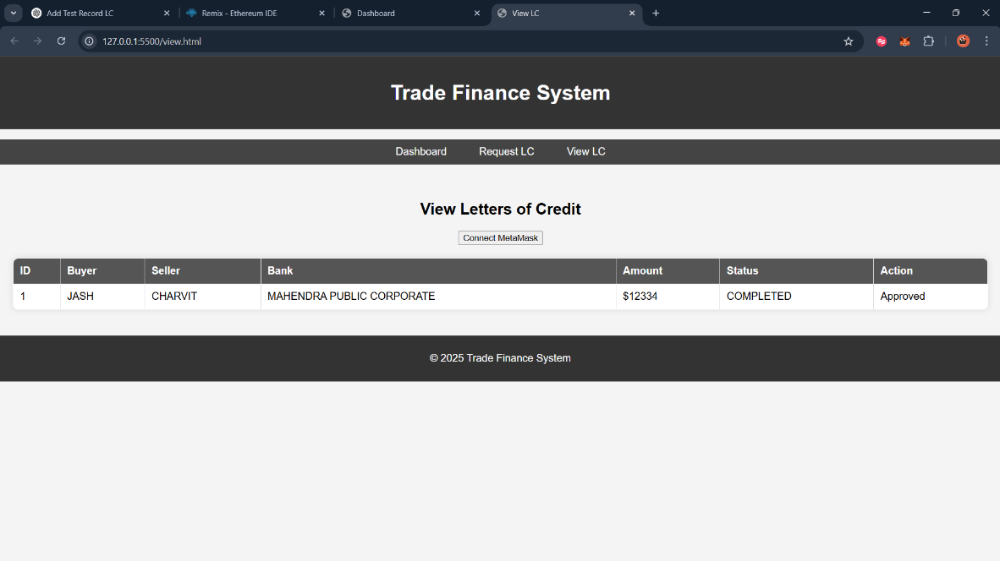 Add Test Record LC
Remix - Ethereum IDE
Dashboard
View LC
127.0.0.1:5500/view.html
Trade Finance System
Dashboard Request LC View LC
View Letters of Credit
Connect MetaMask
ID Buyer Seller Bank Amount Status Action
1 JASH CHARVIT MAHENDRA PUBLIC CORPORATE $12334 COMPLETED Approved
© 2025 Trade Finance System